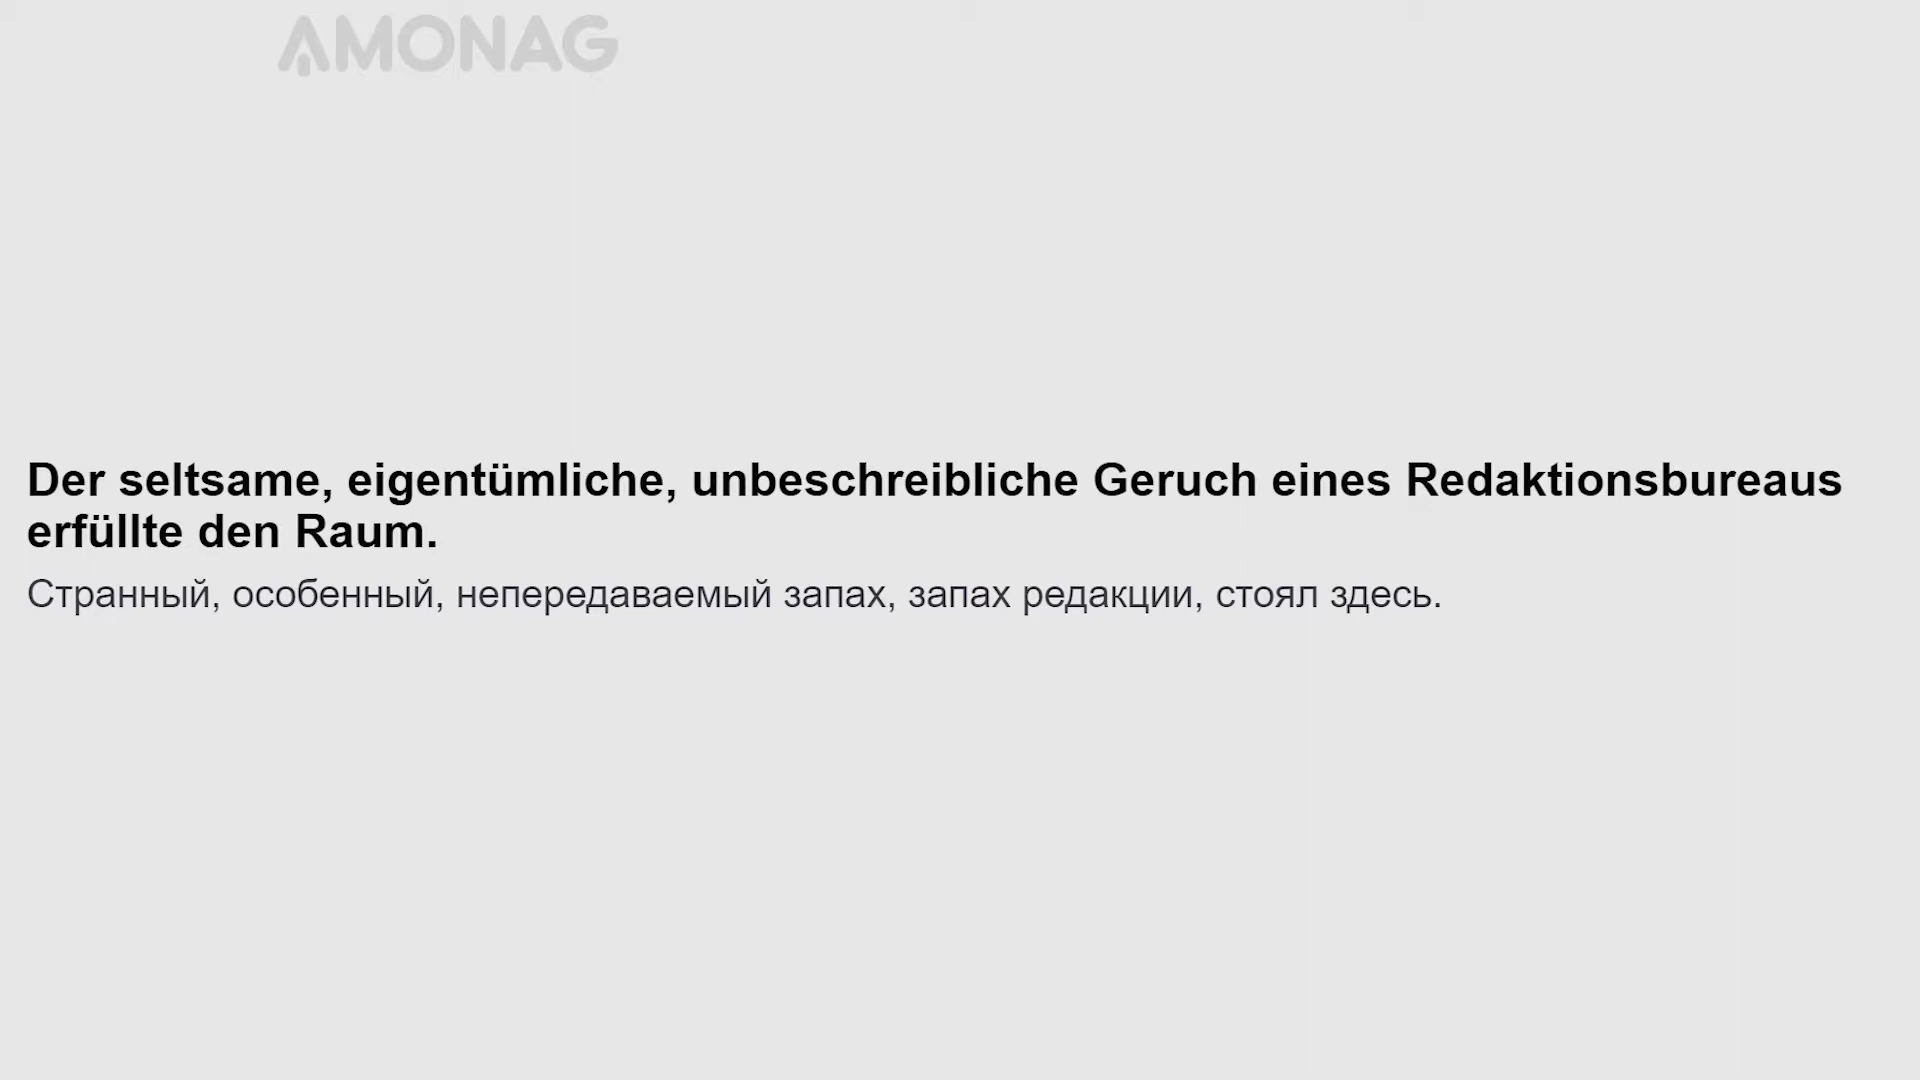 AMONAG
Der seltsame, eigentümliche, unbeschreibliche Geruch eines Redaktionsbureaus
erfüllte den Raum.
Странный, особенный, непередаваемый запах, запах редакции, стоял здесь.